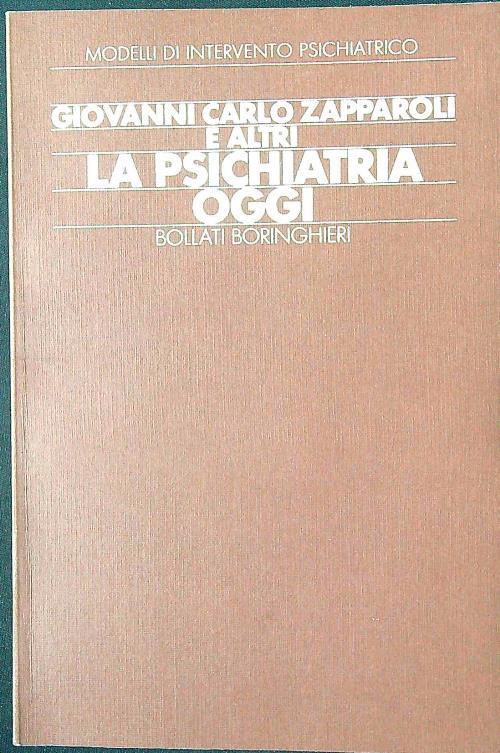 MODELLI DI INTERVENTO PSICHIATRICO
GIOVANNI CARLO ZAPPAROLI
E ALTRI
LA PSICHIATRIA
OGGI
BOLLATI BORINGHIERI